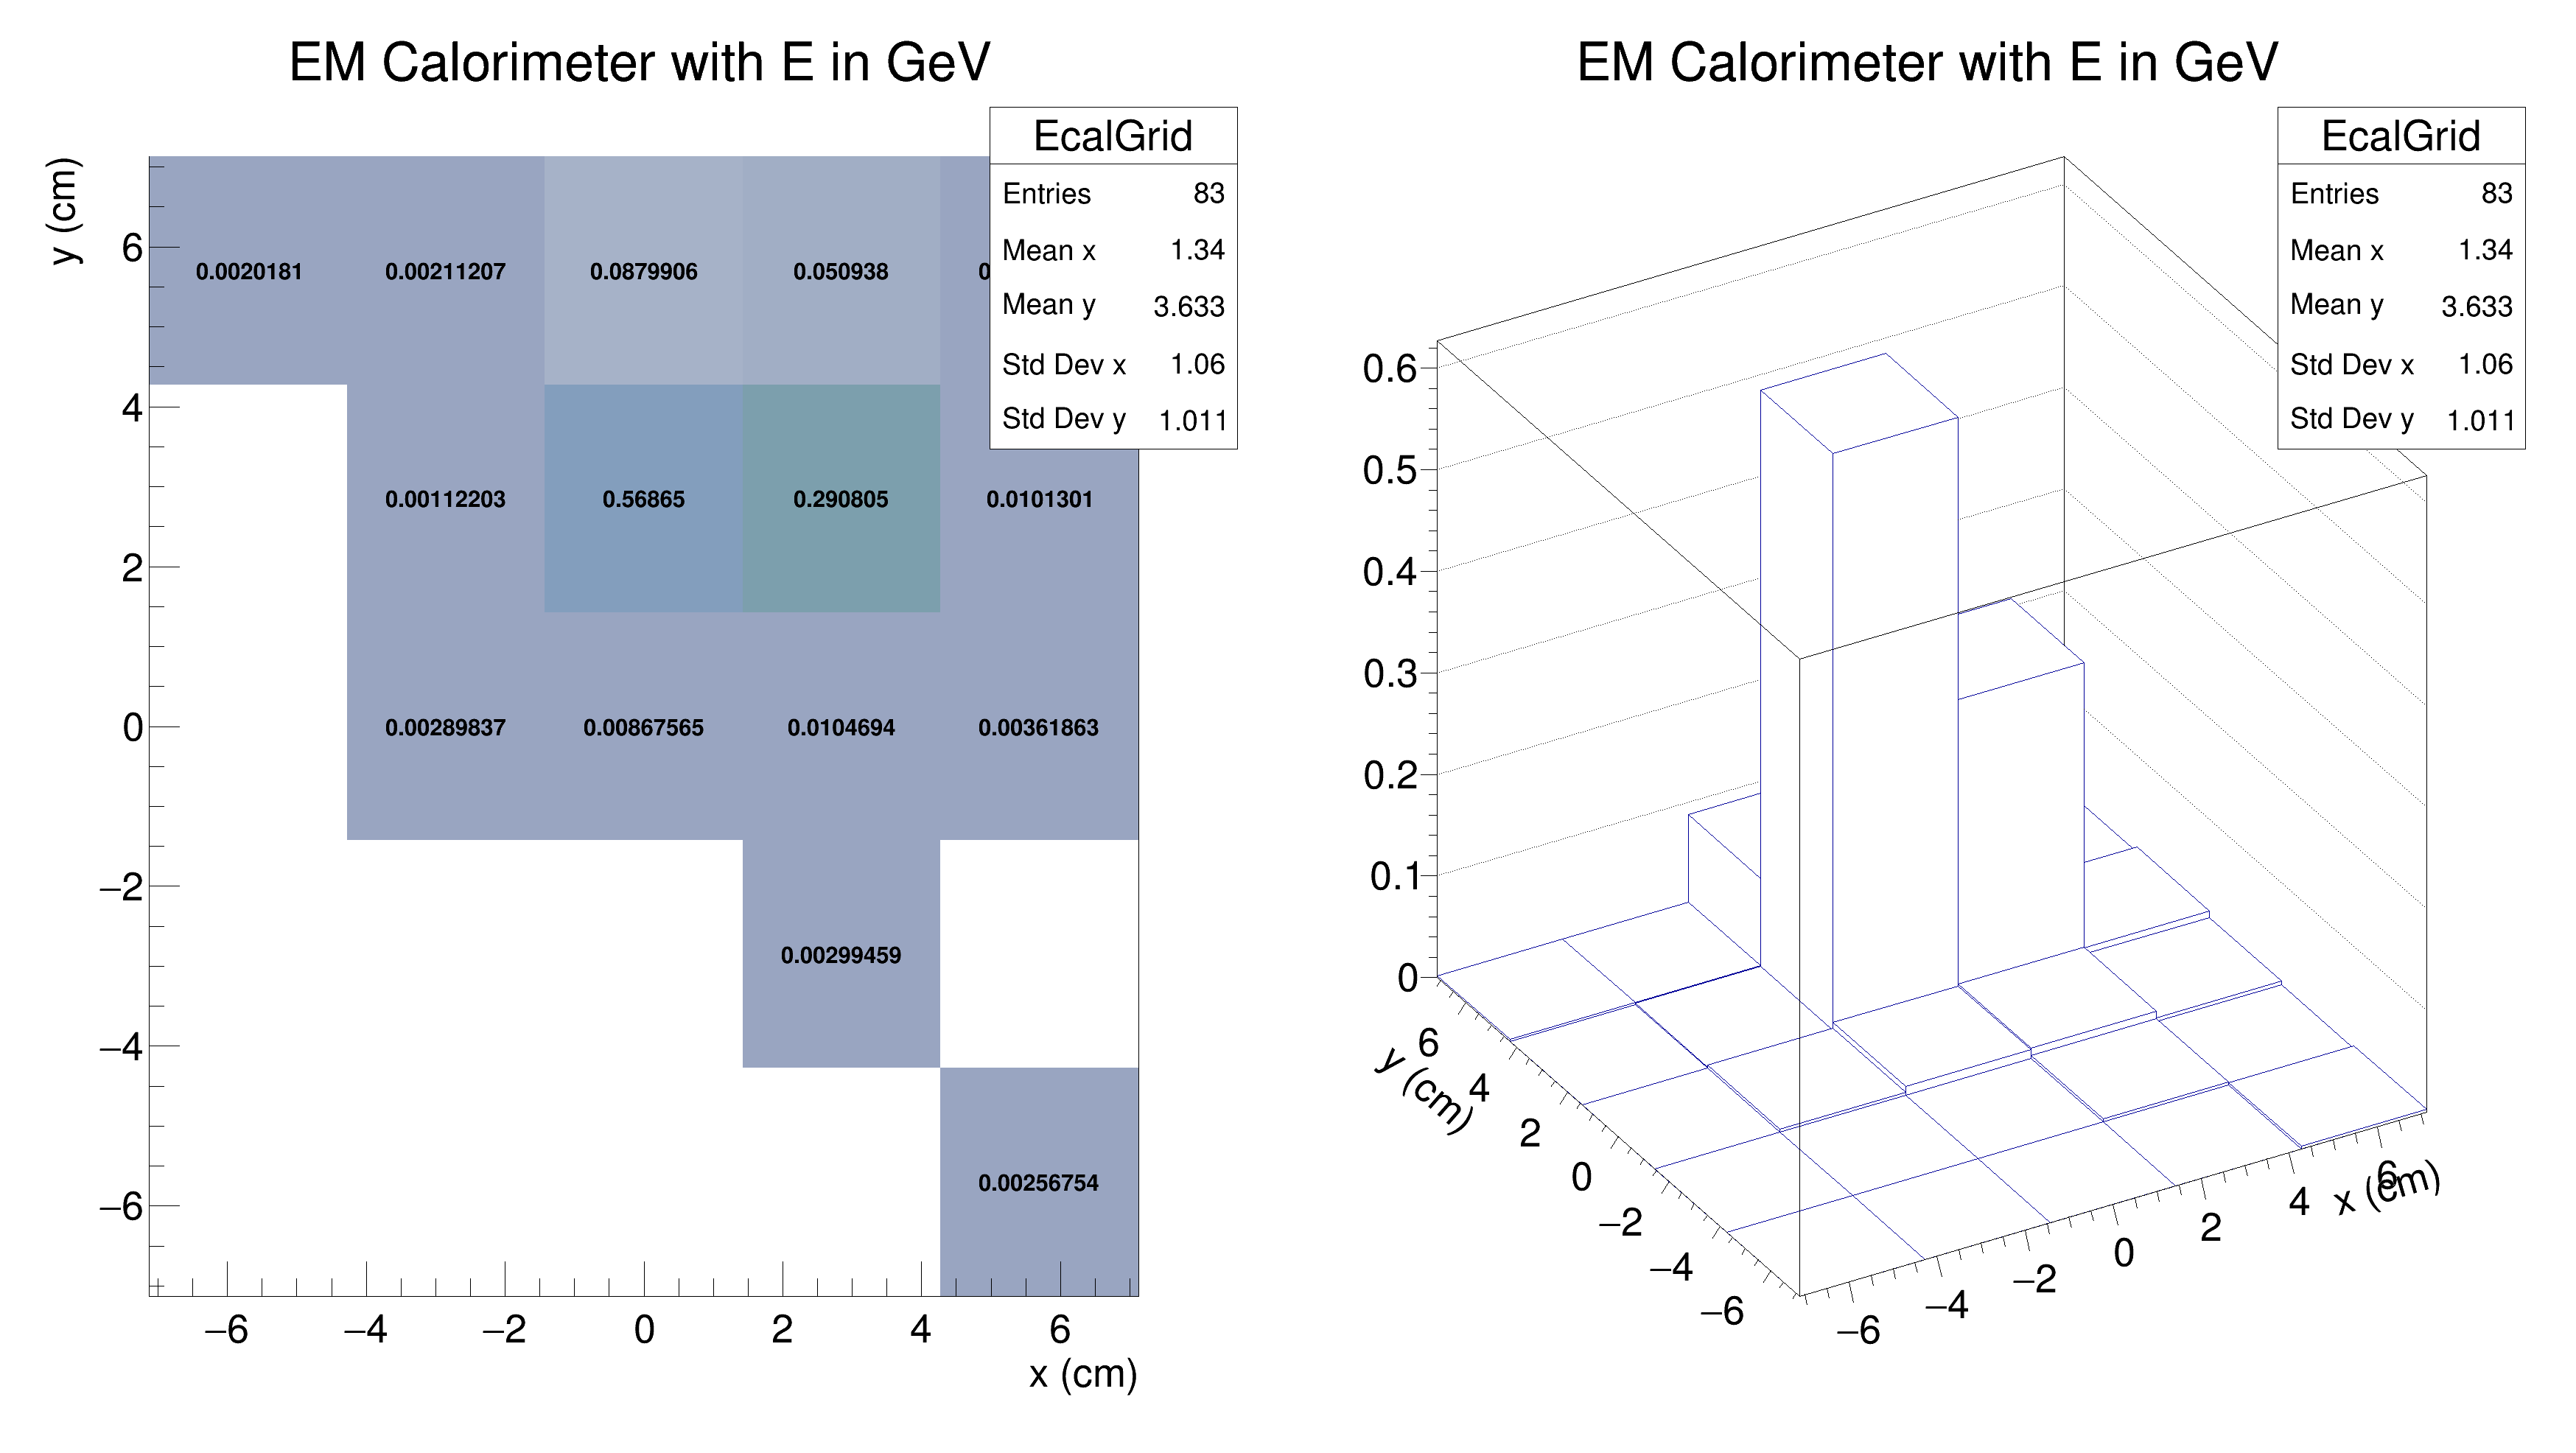 EM Calorimeter with E in GeV
EcalGrid
Entries 83
Mean x 1.34
Mean y 3.633
Std Dev x 1.06
Std Dev y 1.011
y (cm)
6
4
2
0
−2
−4
−6
0.0020181 0.00211207 0.0879906 0.050938
0.00112203 0.56865 0.290805 0.0101301
0.00289837 0.00867565 0.0104694 0.00361863
0.00299459
0.00256754
−6 −4 −2 0 2 4 6
x (cm)
EM Calorimeter with E in GeV
EcalGrid
Entries 83
Mean x 1.34
Mean y 3.633
Std Dev x 1.06
Std Dev y 1.011
0.6
0.5
0.4
0.3
0.2
0.1
0
y (cm)
6
4
2
0
−2
−4
−6
−6 −4 −2 0 2 4 6
x (cm)